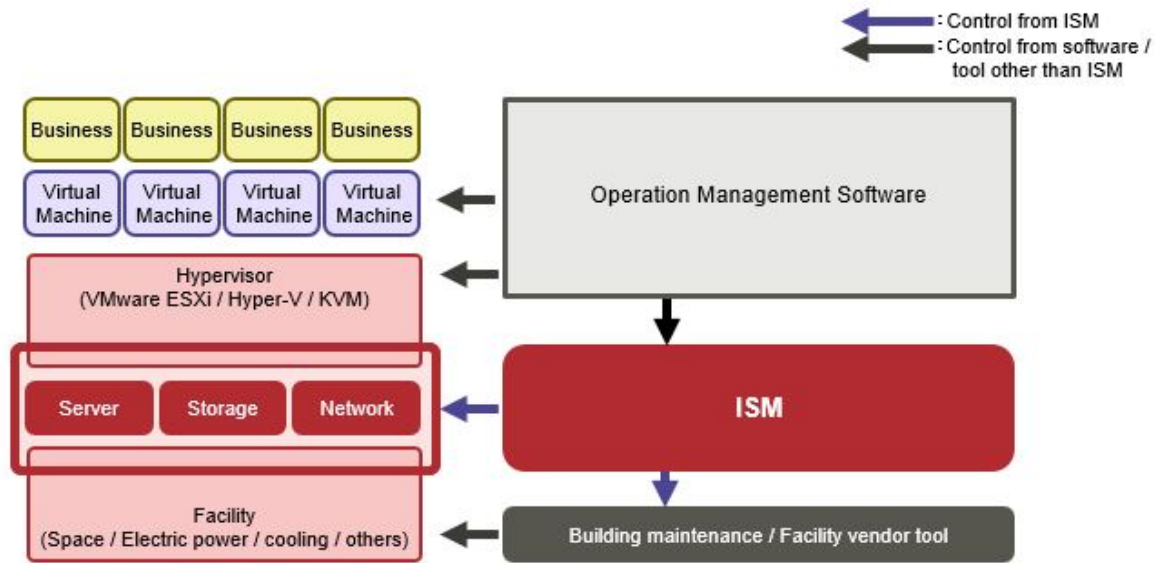 : Control from ISM
: Control from software /
tool other than ISM
Business Business Business Business
Virtual Machine Virtual Machine Virtual Machine Virtual Machine
Operation Management Software
Hypervisor
(VMware ESXi / Hyper-V / KVM)
Server Storage Network
ISM
Facility
(Space / Electric power / cooling / others)
Building maintenance / Facility vendor tool